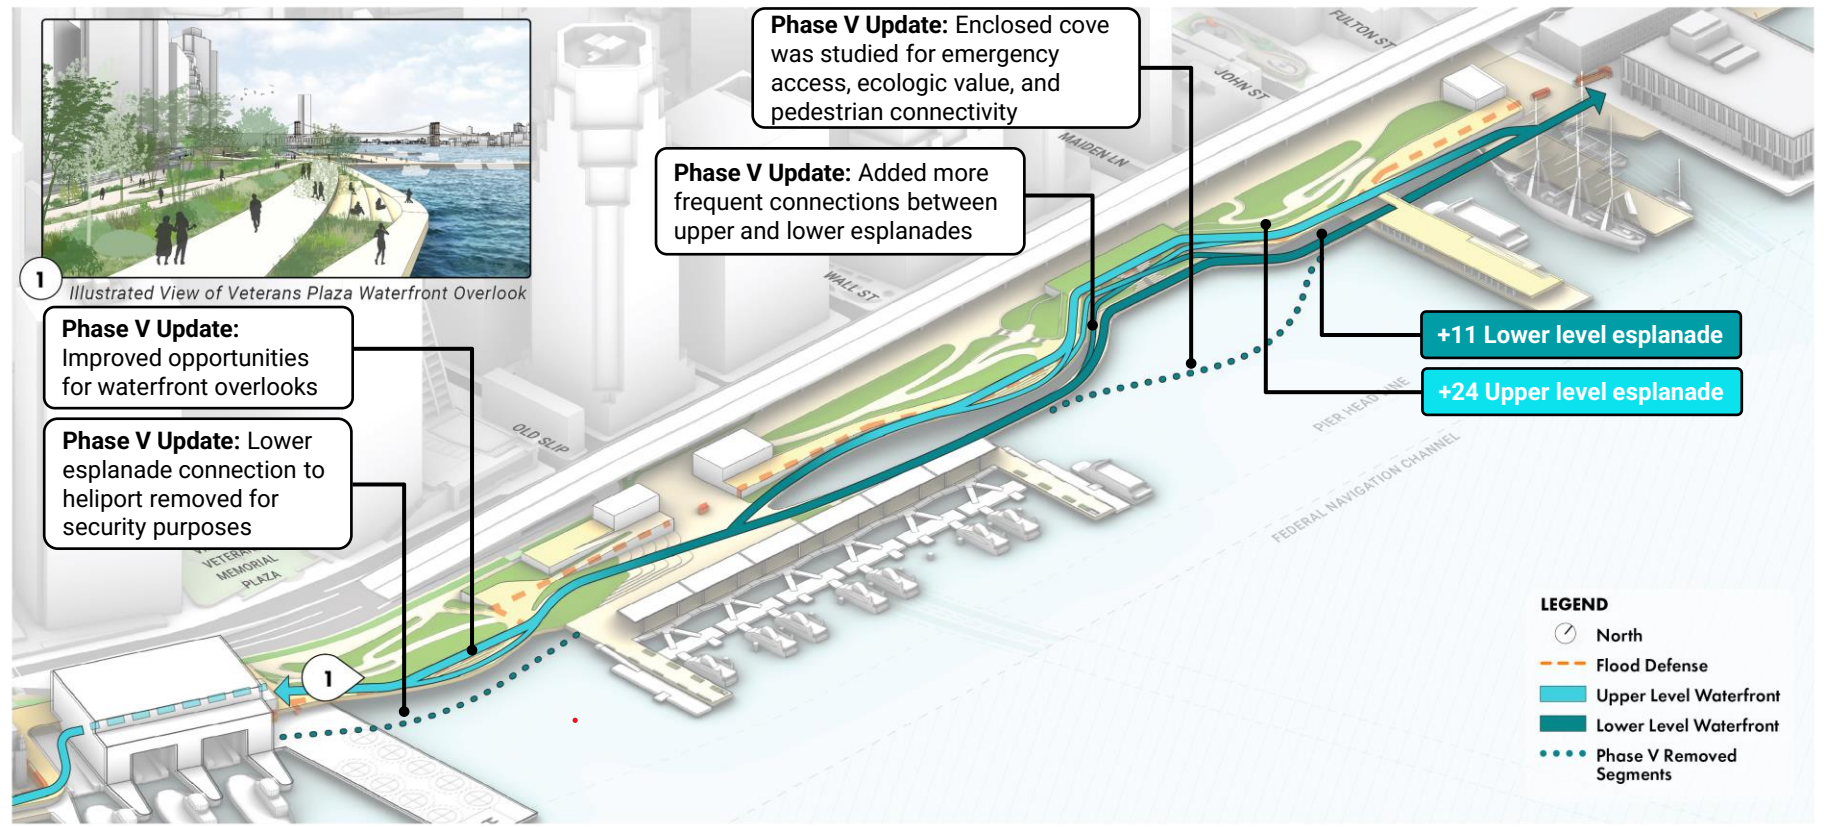 Phase V Update: Enclosed cove
was studied for emergency
access, ecologic value, and
pedestrian connectivity
FULTON ST
JOHN ST
MAIDEN LN
Phase V Update: Added more
frequent connections between
upper and lower esplanades
1
Illustrated View of Veterans Plaza Waterfront Overlook
WALL ST
Phase V Update:
Improved opportunities
for waterfront overlooks
+11 Lower level esplanade
+24 Upper level esplanade
PIER HEAD LINE
FEDERAL NAVIGATION CHANNEL
OLD SLIP
Phase V Update: Lower
esplanade connection to
heliport removed for
security purposes
MEMORIAL
PLAZA
1
H
LEGEND
North
Flood Defense
Upper Level Waterfront
Lower Level Waterfront
Phase V Removed
Segments